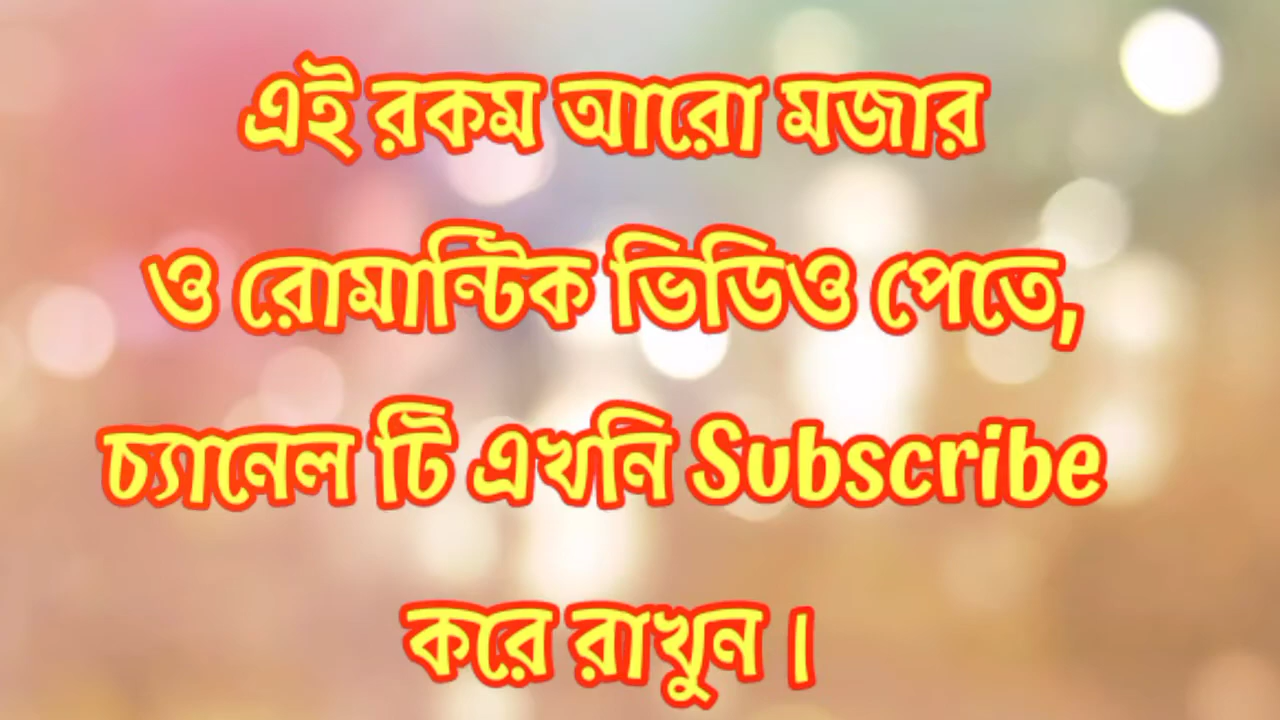 এই রকম আরো মজার
ও রোমান্টিক ভিডিও পেতে,
চ্যানেল টি এখনি Subscribe
করে রাখুন।